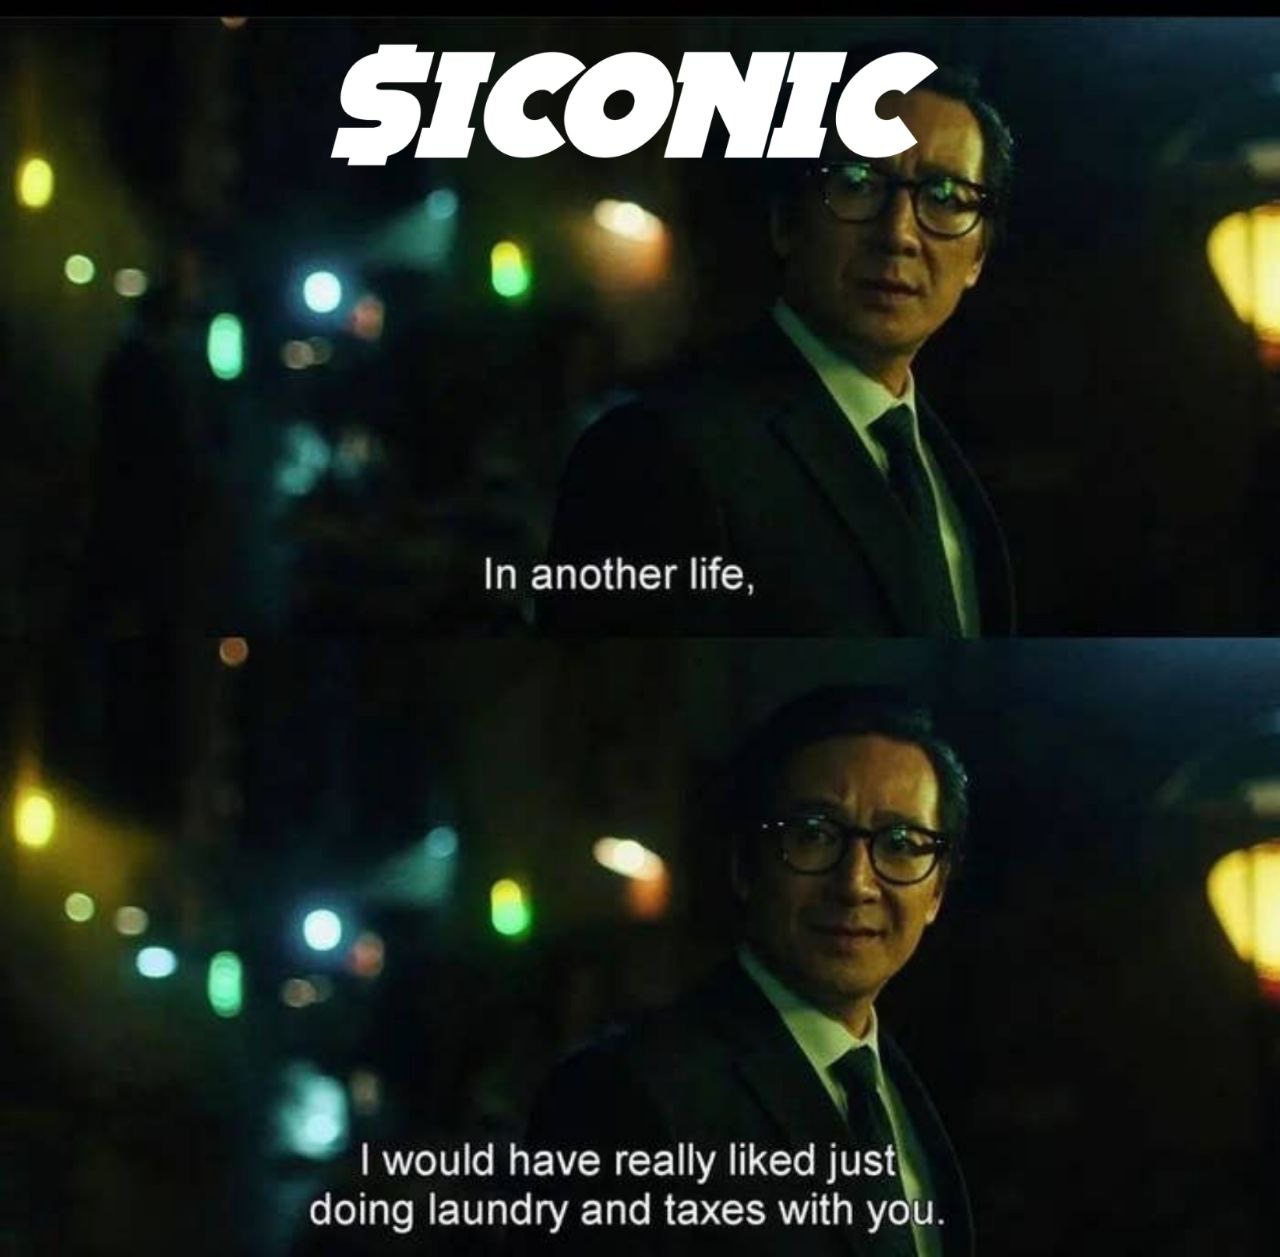 $ICONIC
In another life,
I would have really liked just
doing laundry and taxes with you.